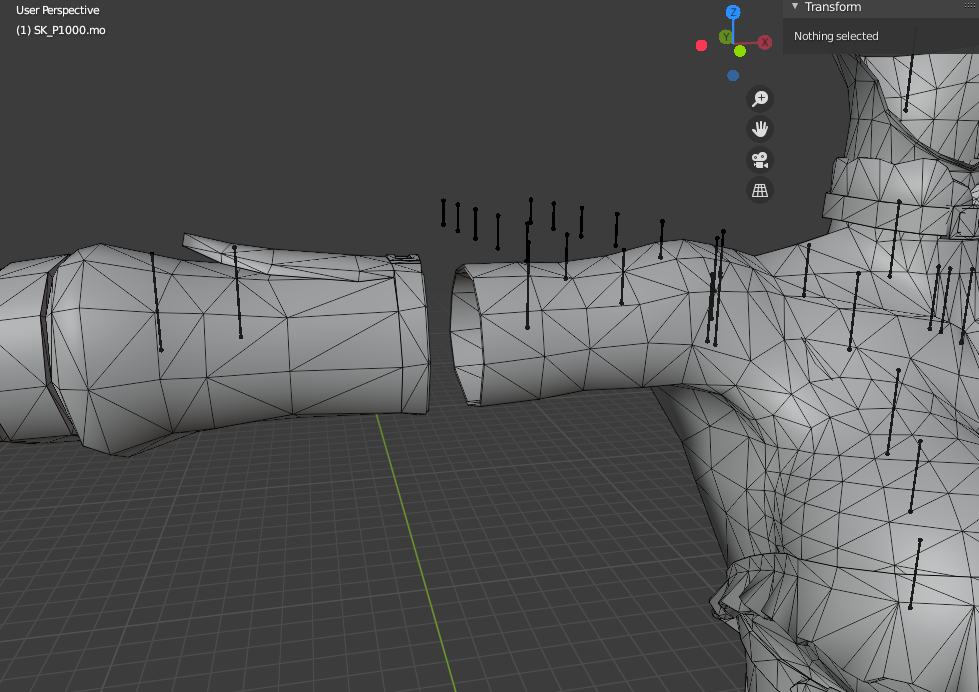 User Perspective
(1) SK_P1000.mo
Z
Y
X
Transform
Nothing selected